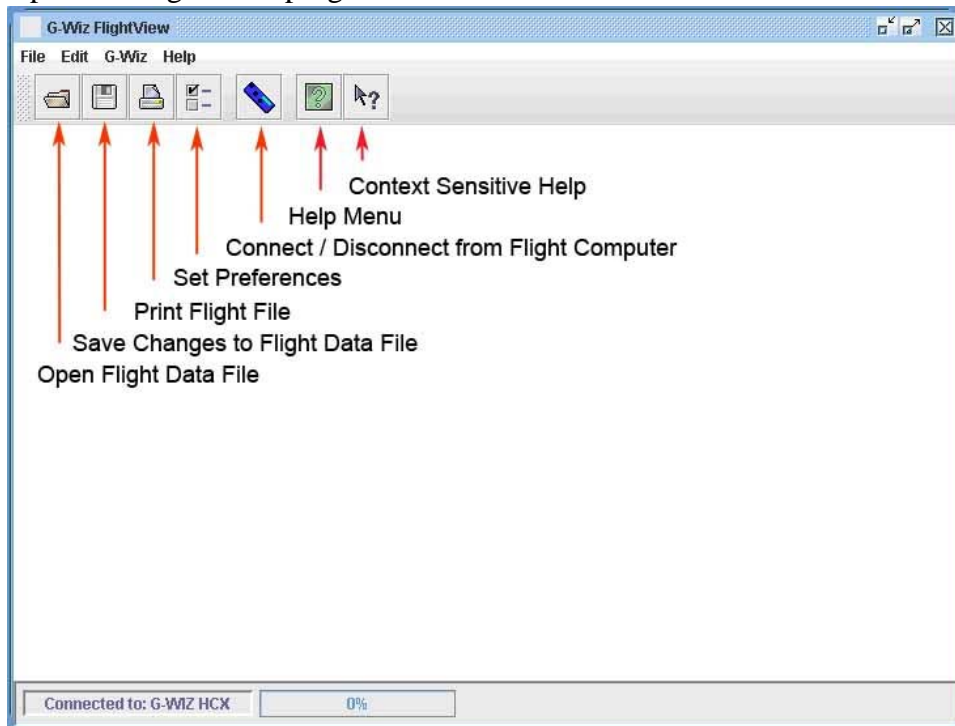 G-Wiz FlightView
File Edit G-Wiz Help
Context Sensitive Help
Help Menu
Connect / Disconnect from Flight Computer
Set Preferences
Print Flight File
Save Changes to Flight Data File
Open Flight Data File
Connected to: G-WIZ HCX 0%